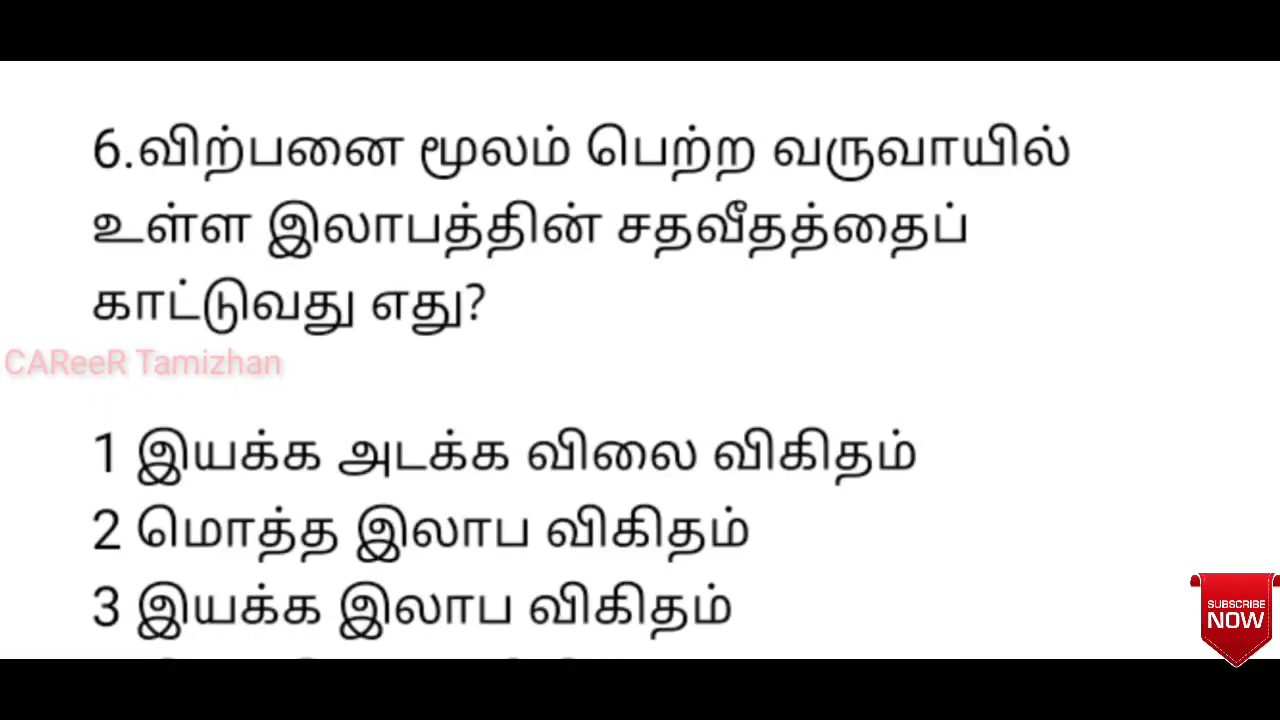 6.விற்பனை மூலம் பெற்ற வருவாயில்
உள்ள இலாபத்தின் சதவீதத்தைப்
காட்டுவது எது?
CAReeR Tamizhan
1 இயக்க அடக்க விலை விகிதம்
2 மொத்த இலாப விகிதம்
3 இயக்க இலாப விகிதம்
SUBSCRIBE
NOW